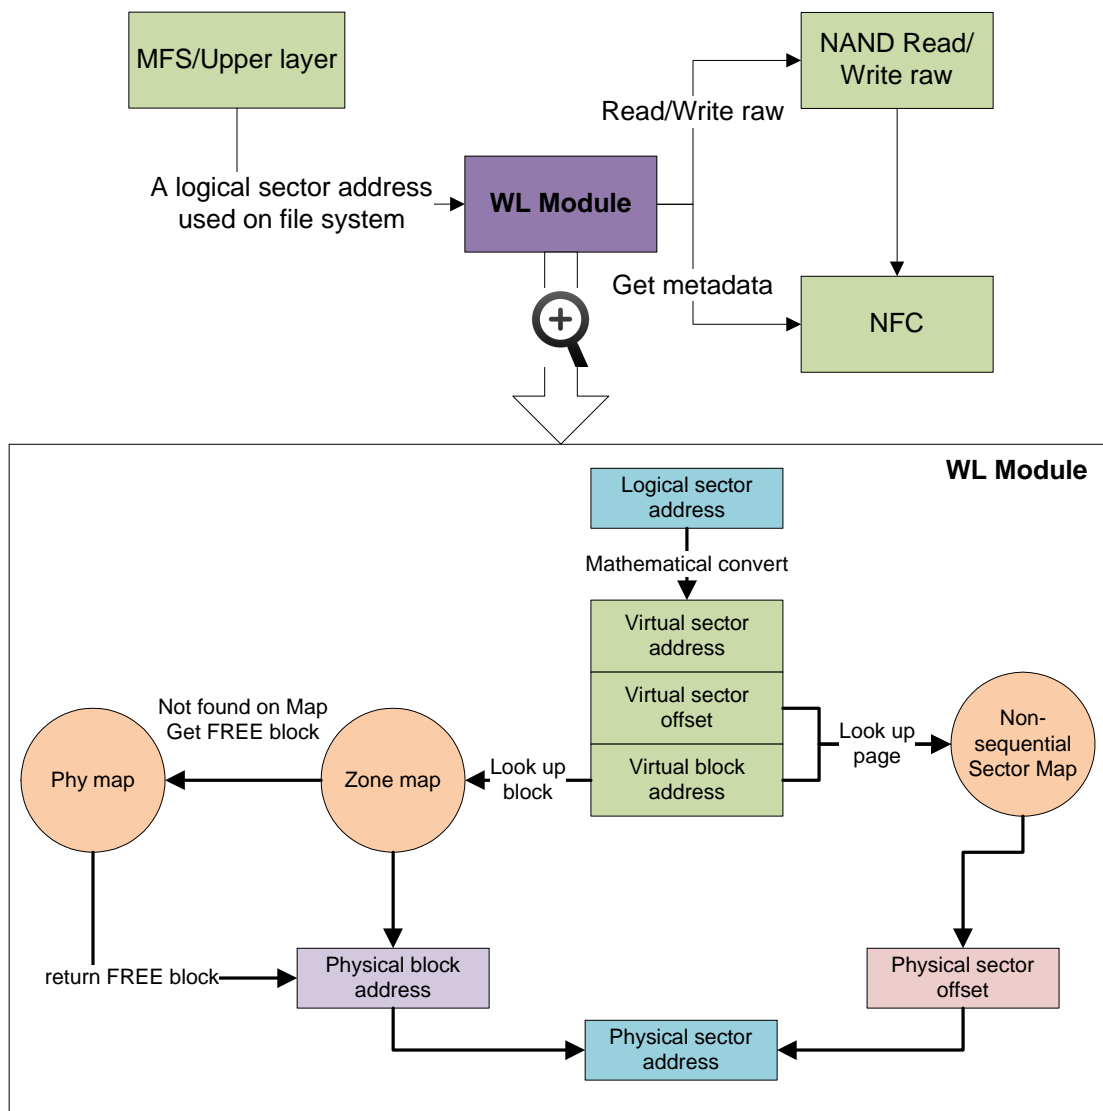 MFS/Upper layer
NAND Read/
Write raw
Read/Write raw
A logical sector address
used on file system
WL Module
Get metadata
NFC
WL Module
Logical sector
address
Mathematical convert
Virtual sector
address
Virtual sector
offset
Virtual block
address
Not found on Map
Get FREE block
Phy map
Zone map
Look up
block
Look up
page
Non-
sequential
Sector Map
return FREE block
Physical block
address
Physical sector
offset
Physical sector
address